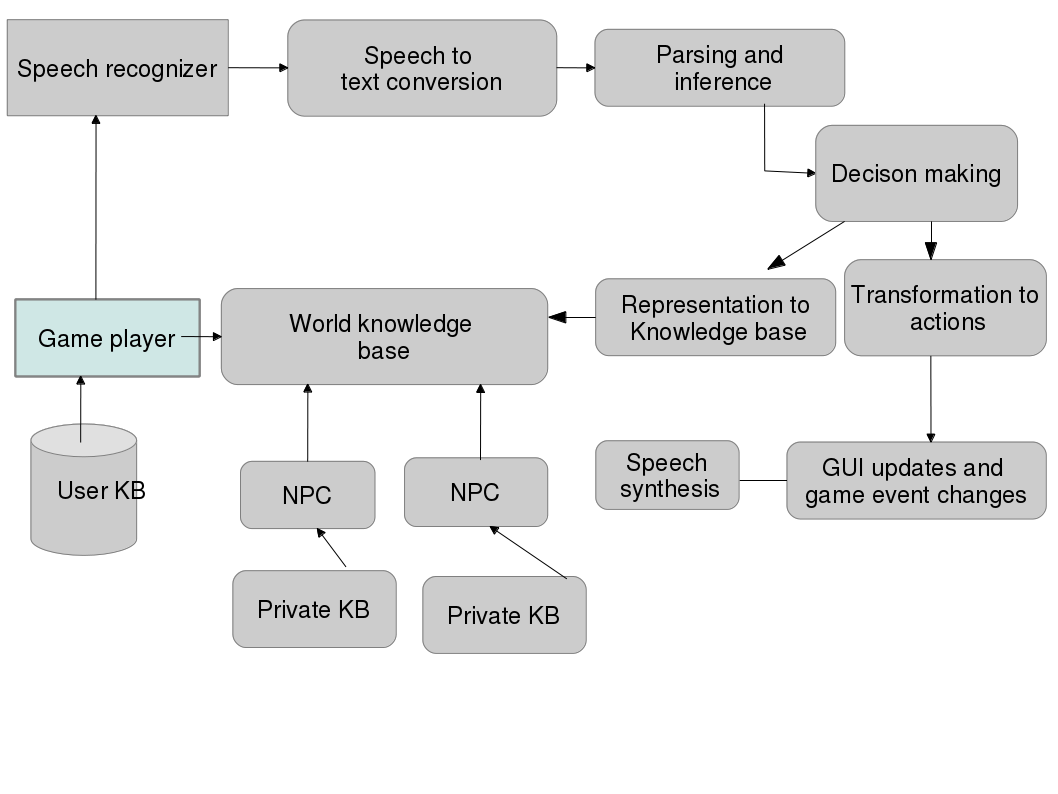 Speech recognizer
Speech to
text conversion
Parsing and
inference
Decison making
Game player
World knowledge
base
Representation to
Knowledge base
Transformation to
actions
User KB
NPC
NPC
Speech
synthesis
GUI updates and
game event changes
Private KB
Private KB